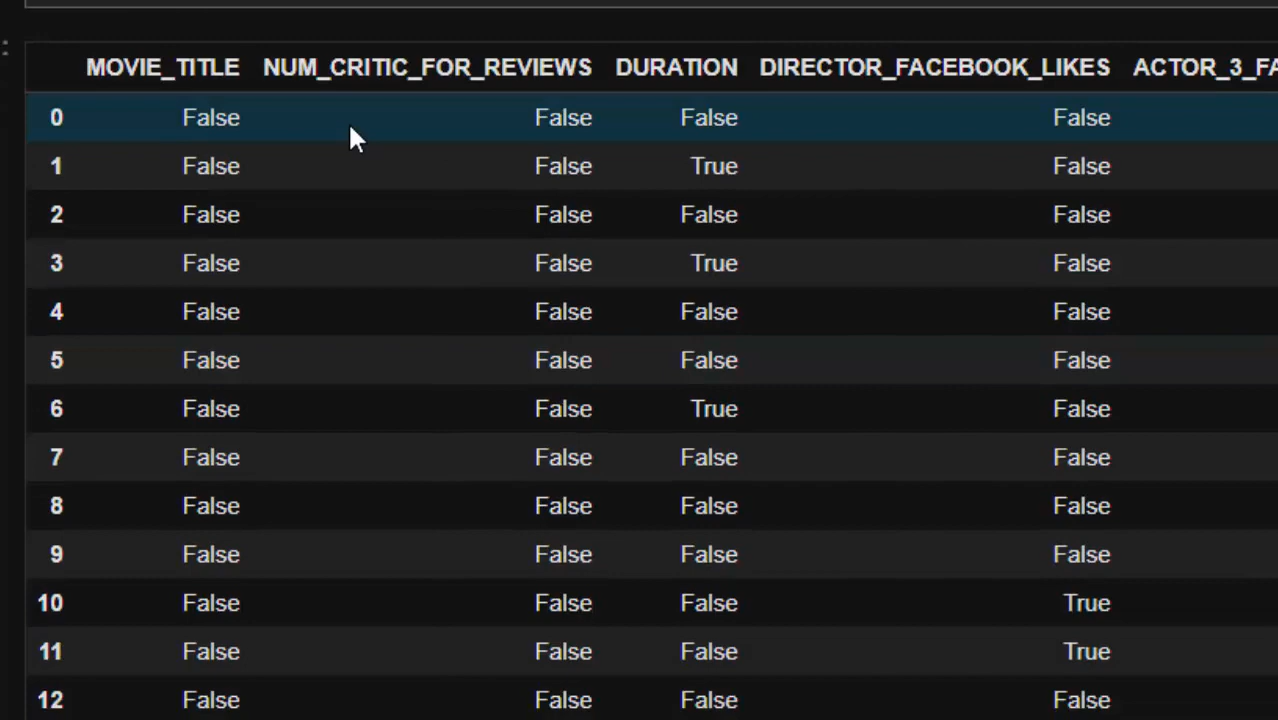 MOVIE_TITLE NUM_CRITIC_FOR_REVIEWS DURATION DIRECTOR_FACEBOOK_LIKES ACTOR_3_FA
0 False False False False
1 False False True False
2 False False False False
3 False False True False
4 False False False False
5 False False False False
6 False False True False
7 False False False False
8 False False False False
9 False False False False
10 False False False True
11 False False False True
12 False False False False